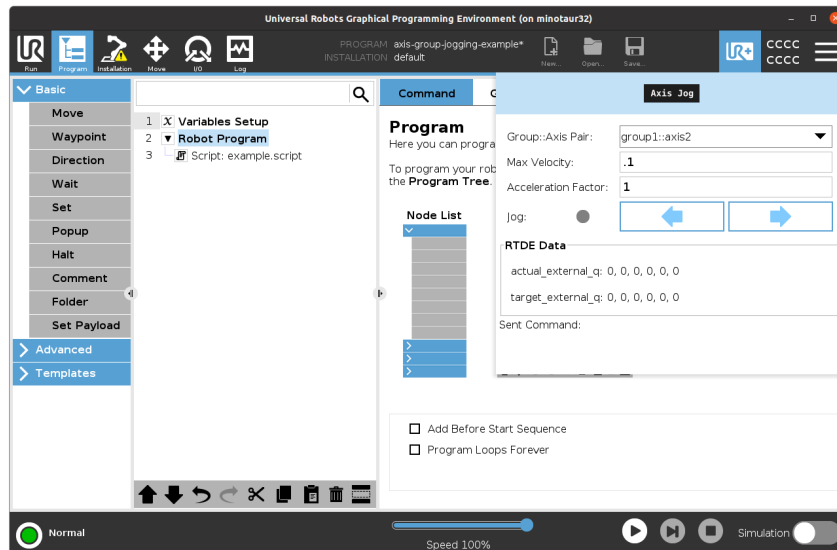 Universal Robots Graphical Programming Environment (on minotaur32)
UR
Run
Program
Installation
Move
I/O
Log
PROGRAM axis-group-jogging-example*
INSTALLATION default
New...
Open...
Save...
UR+
CCCC
CCCC
Basic
Move
Waypoint
Direction
Wait
Set
Popup
Halt
Comment
Folder
Set Payload
Advanced
Templates
1 X Variables Setup
2 Robot Program
3 Script: example.script
Command
G
Program
Here you can progra
To program your rob
the Program Tree.
Node List
Add Before Start Sequence
Program Loops Forever
Axis Jog
Group::Axis Pair: group1::axis2
Max Velocity: .1
Acceleration Factor: 1
Jog:
RTDE Data
actual_external_q: 0, 0, 0, 0, 0, 0
target_external_q: 0, 0, 0, 0, 0, 0
Sent Command:
Normal
Speed 100%
Simulation